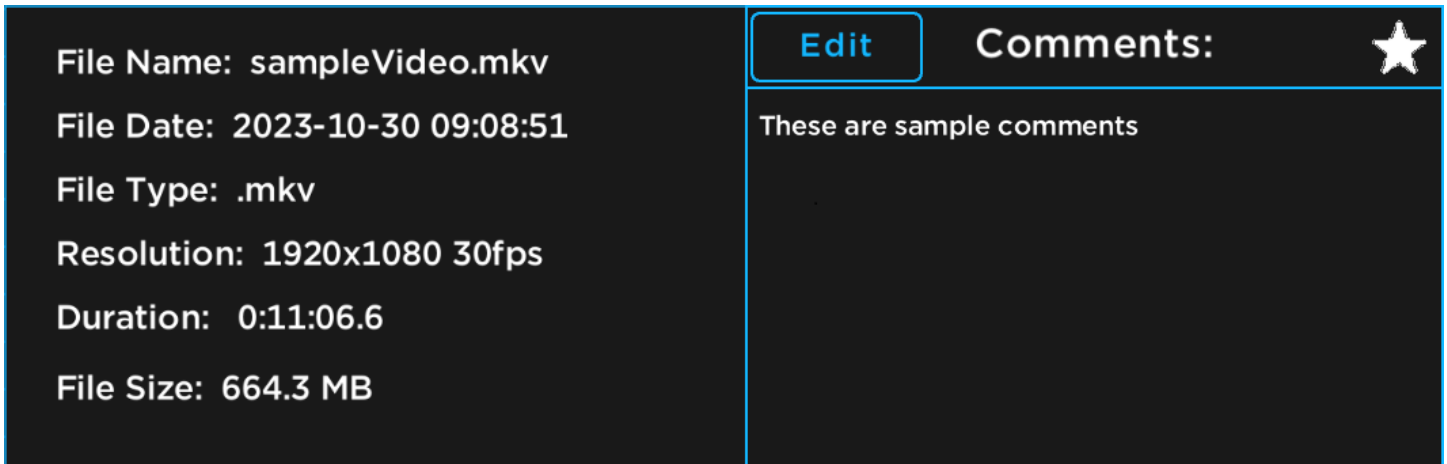 File Name: sampleVideo.mkv
File Date: 2023-10-30 09:08:51
File Type: .mkv
Resolution: 1920x1080 30fps
Duration: 0:11:06.6
File Size: 664.3 MB
Edit
Comments:
These are sample comments